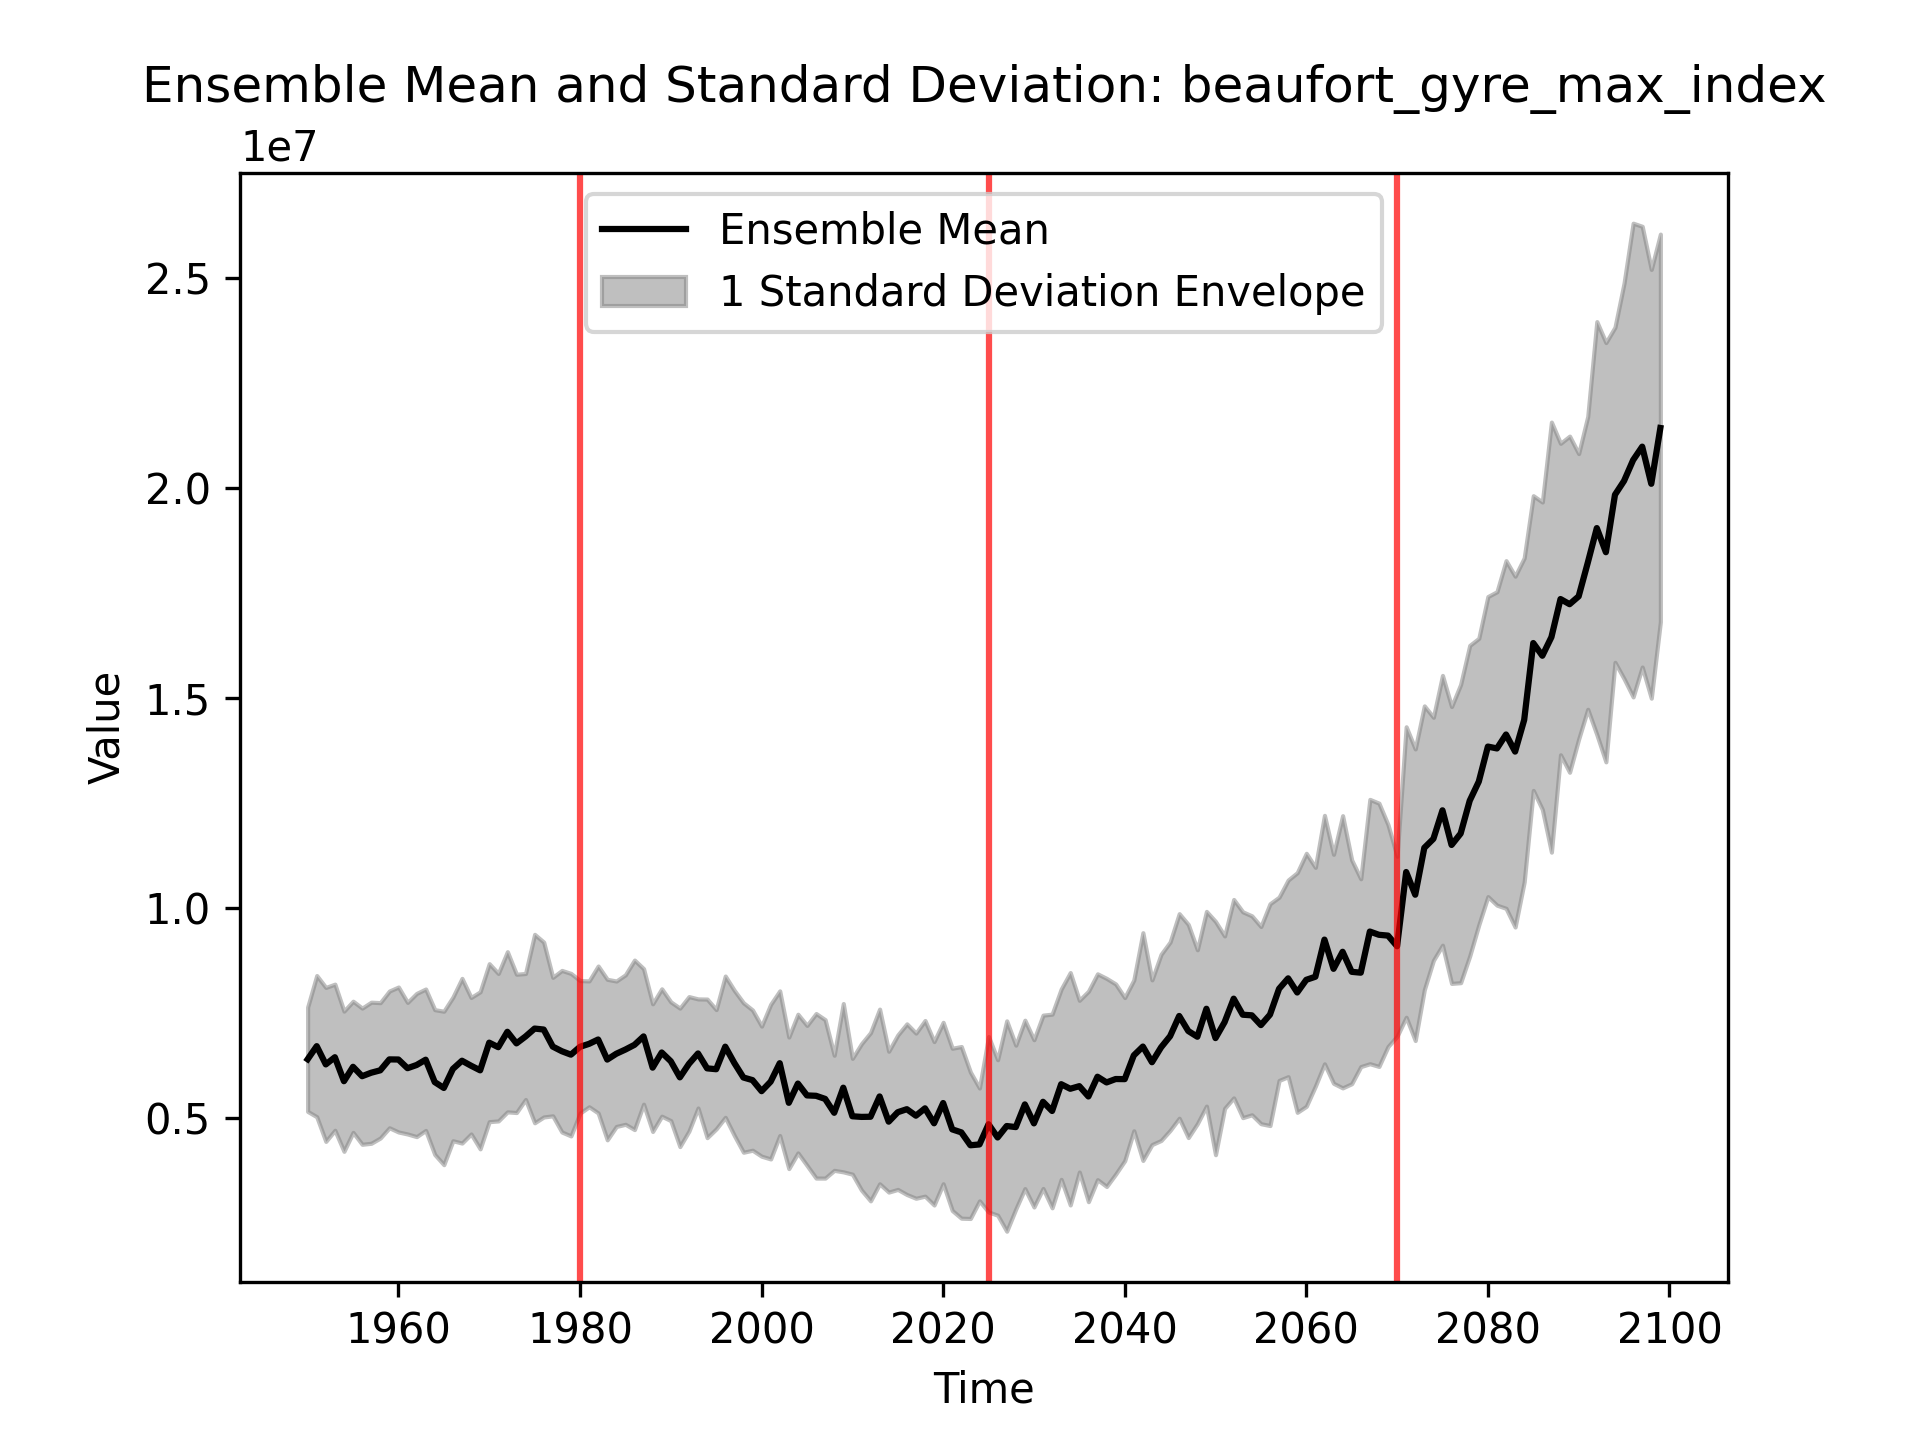 Ensemble Mean and Standard Deviation: beaufort_gyre_max_index
1e7
Ensemble Mean
1 Standard Deviation Envelope
2.5
2.0
1.5
1.0
0.5
Value
1960 1980 2000 2020 2040 2060 2080 2100
Time